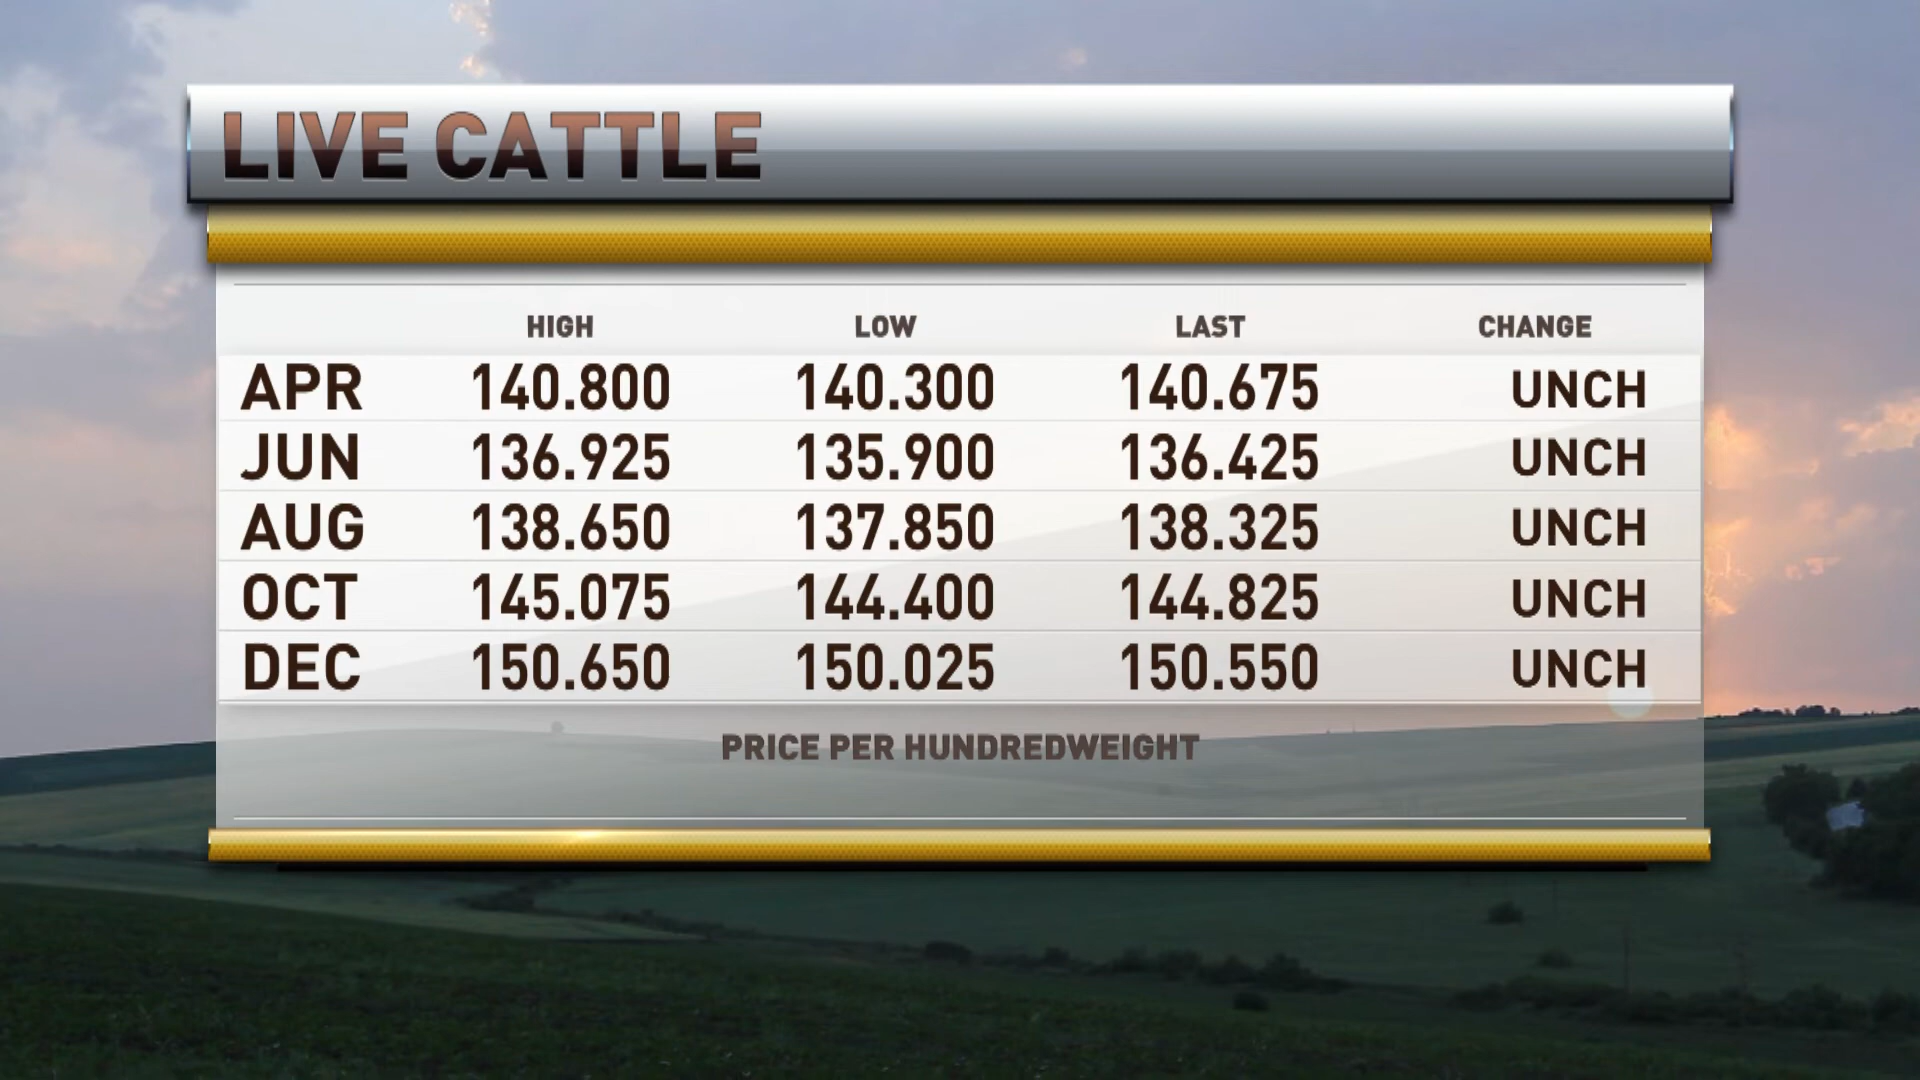 LIVE CATTLE
HIGH LOW LAST CHANGE
APR 140.800 140.300 140.675 UNCH
JUN 136.925 135.900 136.425 UNCH
AUG 138.650 137.850 138.325 UNCH
OCT 145.075 144.400 144.825 UNCH
DEC 150.650 150.025 150.550 UNCH
PRICE PER HUNDREDWEIGHT